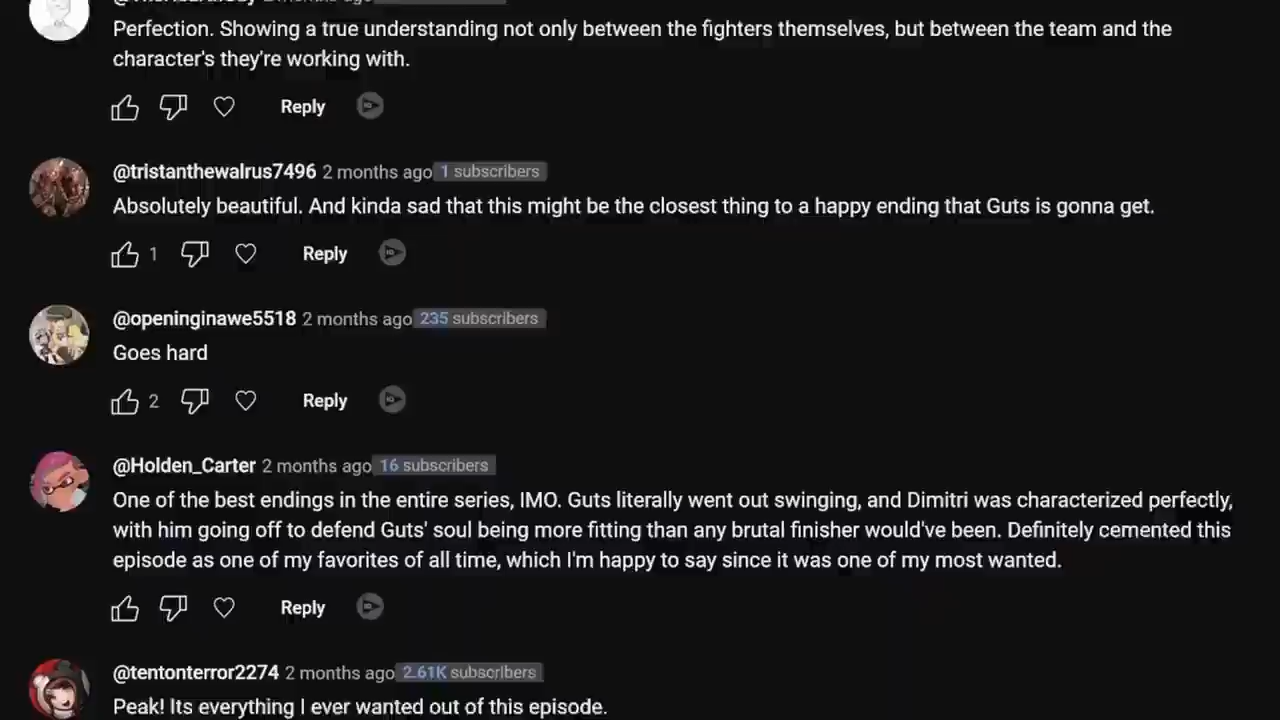 Perfection. Showing a true understanding not only between the fighters themselves, but between the team and the
character's they're working with.
Reply
@tristanthewalrus7496 2 months ago 1 subscribers
Absolutely beautiful. And kinda sad that this might be the closest thing to a happy ending that Guts is gonna get.
1 Reply
@openinginawe5518 2 months ago 235 subscribers
Goes hard
2 Reply
@Holden_Carter 2 months ago 16 subscribers
One of the best endings in the entire series, IMO. Guts literally went out swinging, and Dimitri was characterized perfectly,
with him going off to defend Guts' soul being more fitting than any brutal finisher would've been. Definitely cemented this
episode as one of my favorites of all time, which I'm happy to say since it was one of my most wanted.
Reply
@tentonterror2274 2 months ago 2.61K subscribers
Peak! Its everything I ever wanted out of this episode.